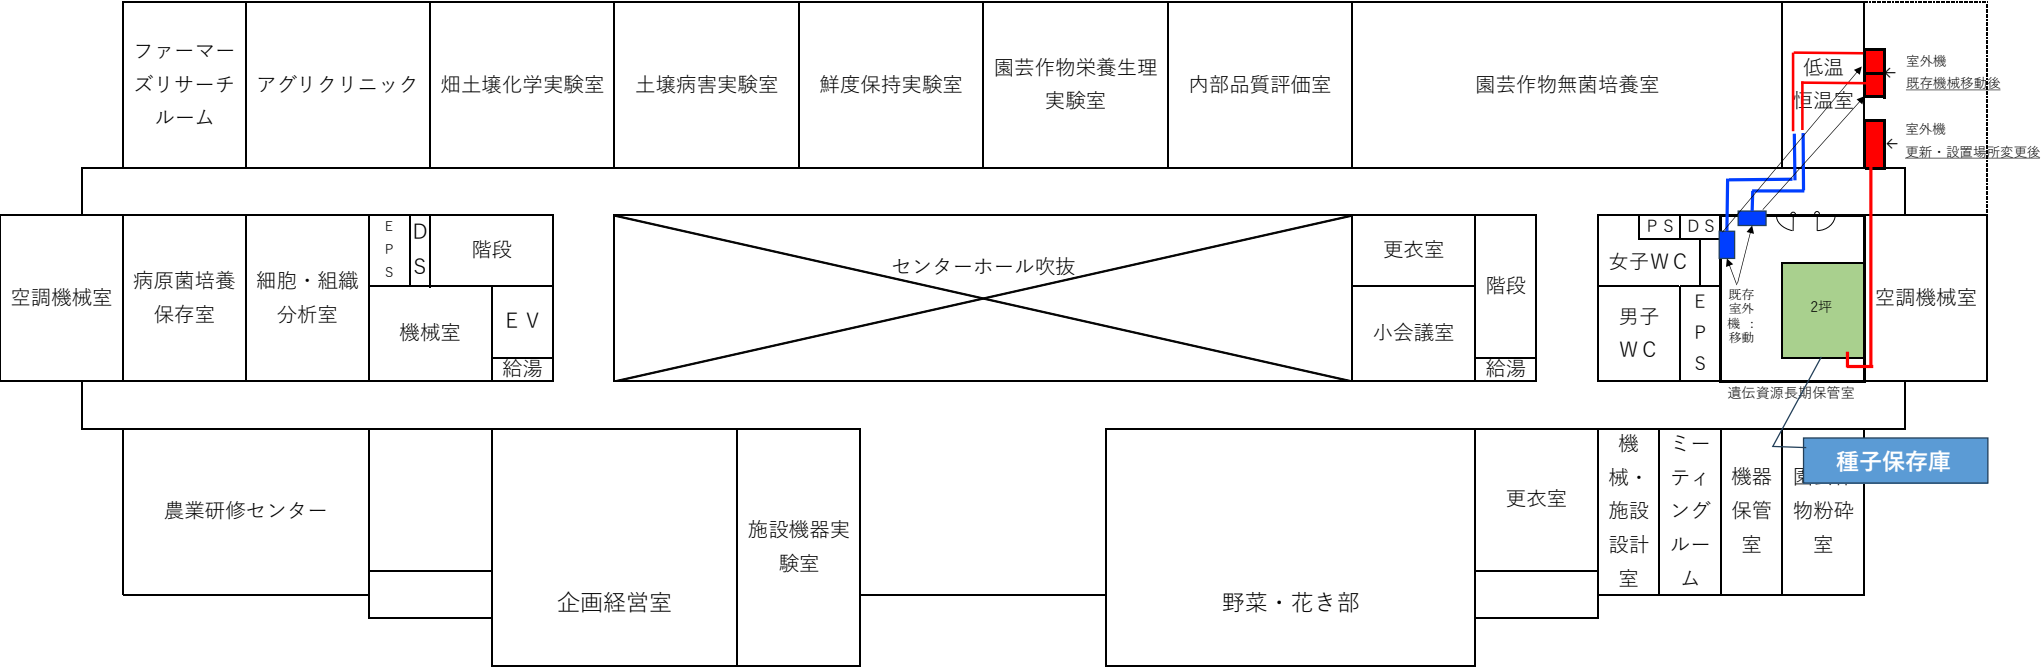 ファーマー
ズリサーチ
ルーム
アグリクリニック
畑土壌化学実験室
土壌病害実験室
鮮度保持実験室
園芸作物栄養生理
実験室
内部品質評価室
園芸作物無菌培養室
低温
恒温室
室外機
既存機械移動後
室外機
更新・設置場所変更後
空調機械室
病原菌培養
保存室
細胞・組織
分析室
E
P
S
D
S
階段
機械室
ＥＶ
給湯
センターホール吹抜
更衣室
小会議室
階段
給湯
ＰＳ
ＤＳ
女子ＷＣ
男子
ＷＣ
E
P
S
既存
室外
機：
移動
2坪
空調機械室
遺伝資源長期保管室
種子保存庫
農業研修センター
企画経営室
施設機器実
験室
野菜・花き部
更衣室
機
械・
施設
設計
室
ミー
ティ
ング
ルー
ム
機器
保管
室
物粉砕
室